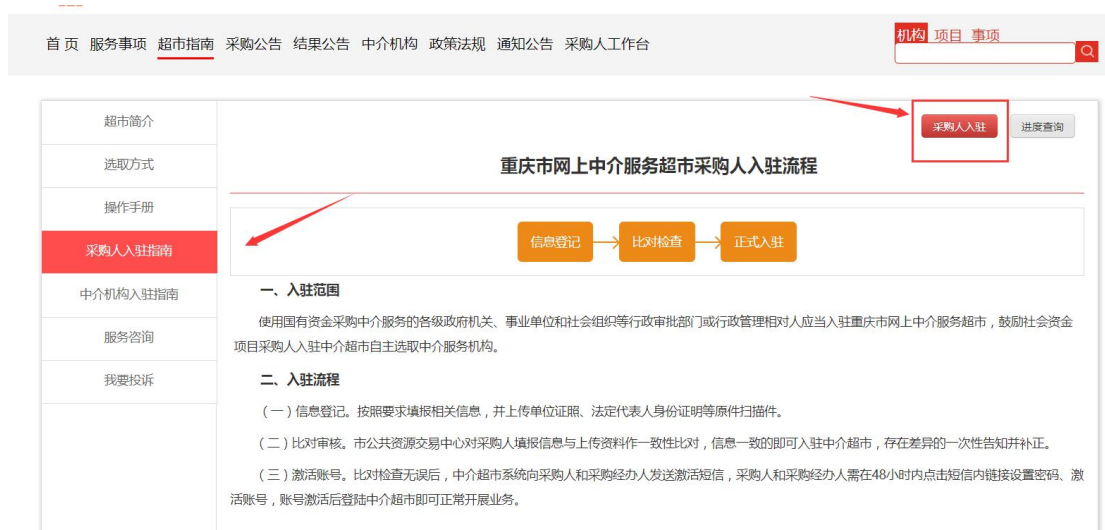 首 页 服务事项 超市指南 采购公告 结果公告 中介机构 政策法规 通知公告 采购人工作台
机构 项目 事项
超市简介
选取方式
操作手册
采购人入驻指南
中介机构入驻指南
服务咨询
我要投诉
采购人入驻 进度查询
重庆市网上中介服务超市采购人入驻流程
信息登记 比对检查 正式入驻
一、入驻范围
使用国有资金采购中介服务的各级政府机关、事业单位和社会组织等行政审批部门或行政管理相对人应当入驻重庆市网上中介服务超市，鼓励社会资金
项目采购人入驻中介超市自主选取中介服务机构。
二、入驻流程
（一）信息登记。按照要求填报相关信息，并上传单位证照、法定代表人身份证明等原件扫描件。
（二）比对审核。市公共资源交易中心对采购人填报信息与上传资料作一致性比对，信息一致的即可入驻中介超市，存在差异的一次性告知并补正。
（三）激活账号。比对检查无误后，中介超市系统向采购人和采购经办人发送激活短信，采购人和采购经办人需在48小时内点击短信内链接设置密码、激
活账号，账号激活后登陆中介超市即可正常开展业务。